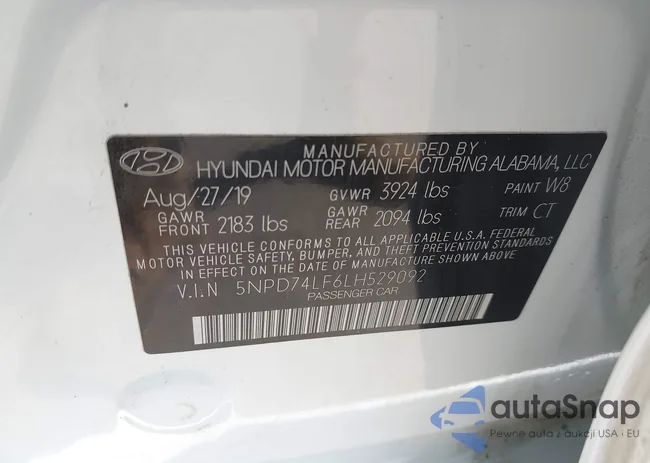 MANUFACTURED BY
HYUNDAI MOTOR MANUFACTURING ALABAMA, LLC
Aug/27/19 GVWR 3924 lbs PAINT W8
GAWR FRONT 2183 lbs GAWR REAR 2094 lbs TRIM CT
THIS VEHICLE CONFORMS TO ALL APPLICABLE U.S.A. FEDERAL
MOTOR VEHICLE SAFETY, BUMPER, AND THEFT PREVENTION STANDARDS
IN EFFECT ON THE DATE OF MANUFACTURE SHOWN ABOVE.
V.I.N 5NPD74LF6LH529092
PASSENGER CAR
autoSnap
Pewne auta z aukcji USA i EU